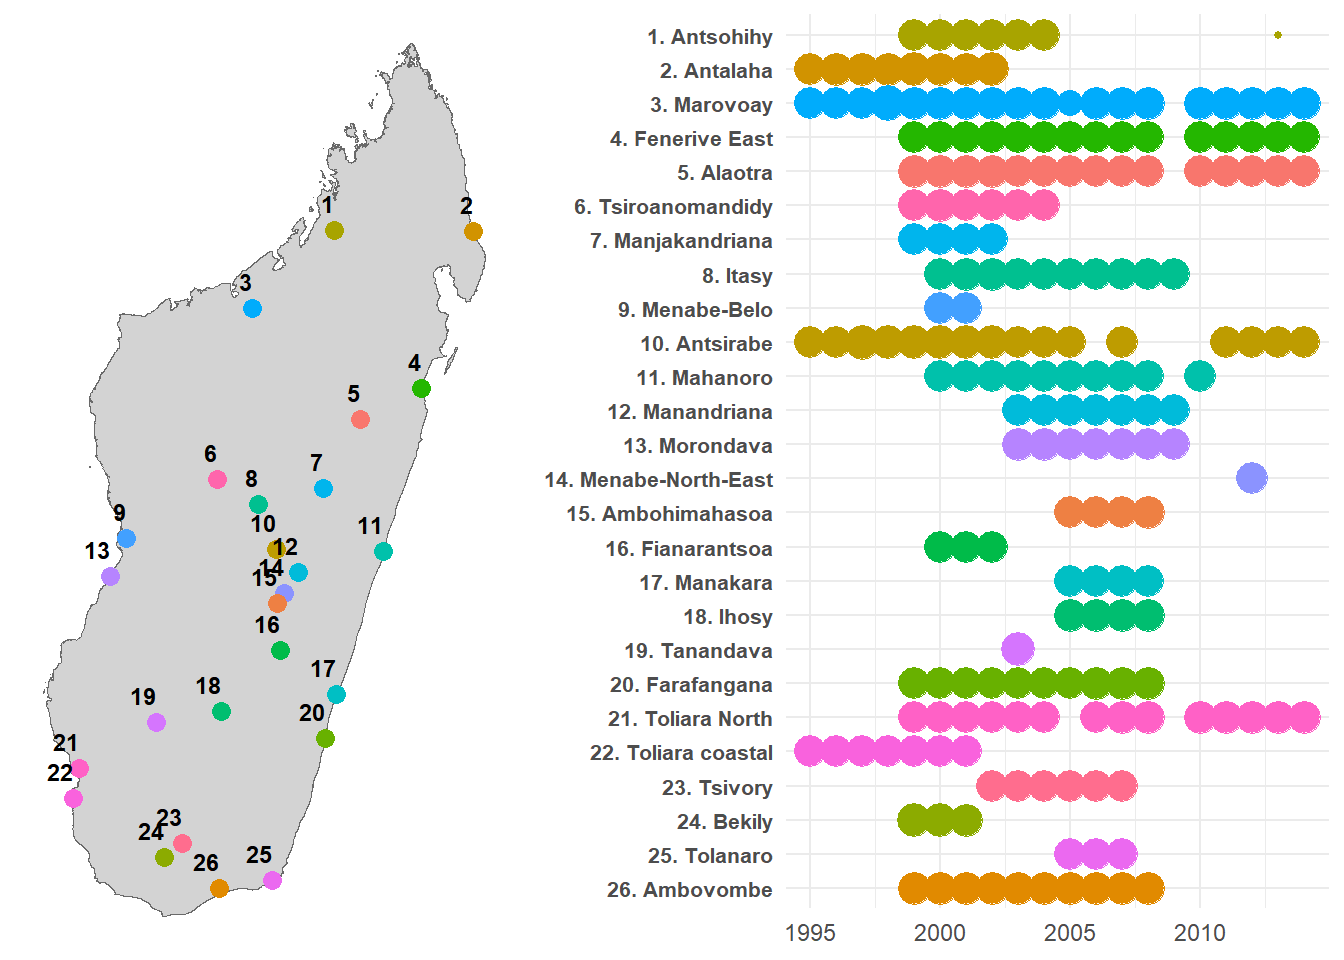 1
2
3
4
5
6
7
8
9
10
11
12
13
14
15
16
17
18
19
20
21
22
23
24
25
26
1. Antsohihy
2. Antalaha
3. Marovoay
4. Fenerive East
5. Alaotra
6. Tsiroanomandidy
7. Manjakandriana
8. Itasy
9. Menabe-Belo
10. Antsirabe
11. Mahanoro
12. Manandriana
13. Morondava
14. Menabe-North-East
15. Ambohimahasoa
16. Fianarantsoa
17. Manakara
18. Ihosy
19. Tanandava
20. Farafangana
21. Toliara North
22. Toliara coastal
23. Tsivory
24. Bekily
25. Tolanaro
26. Ambovombe
1995 2000 2005 2010